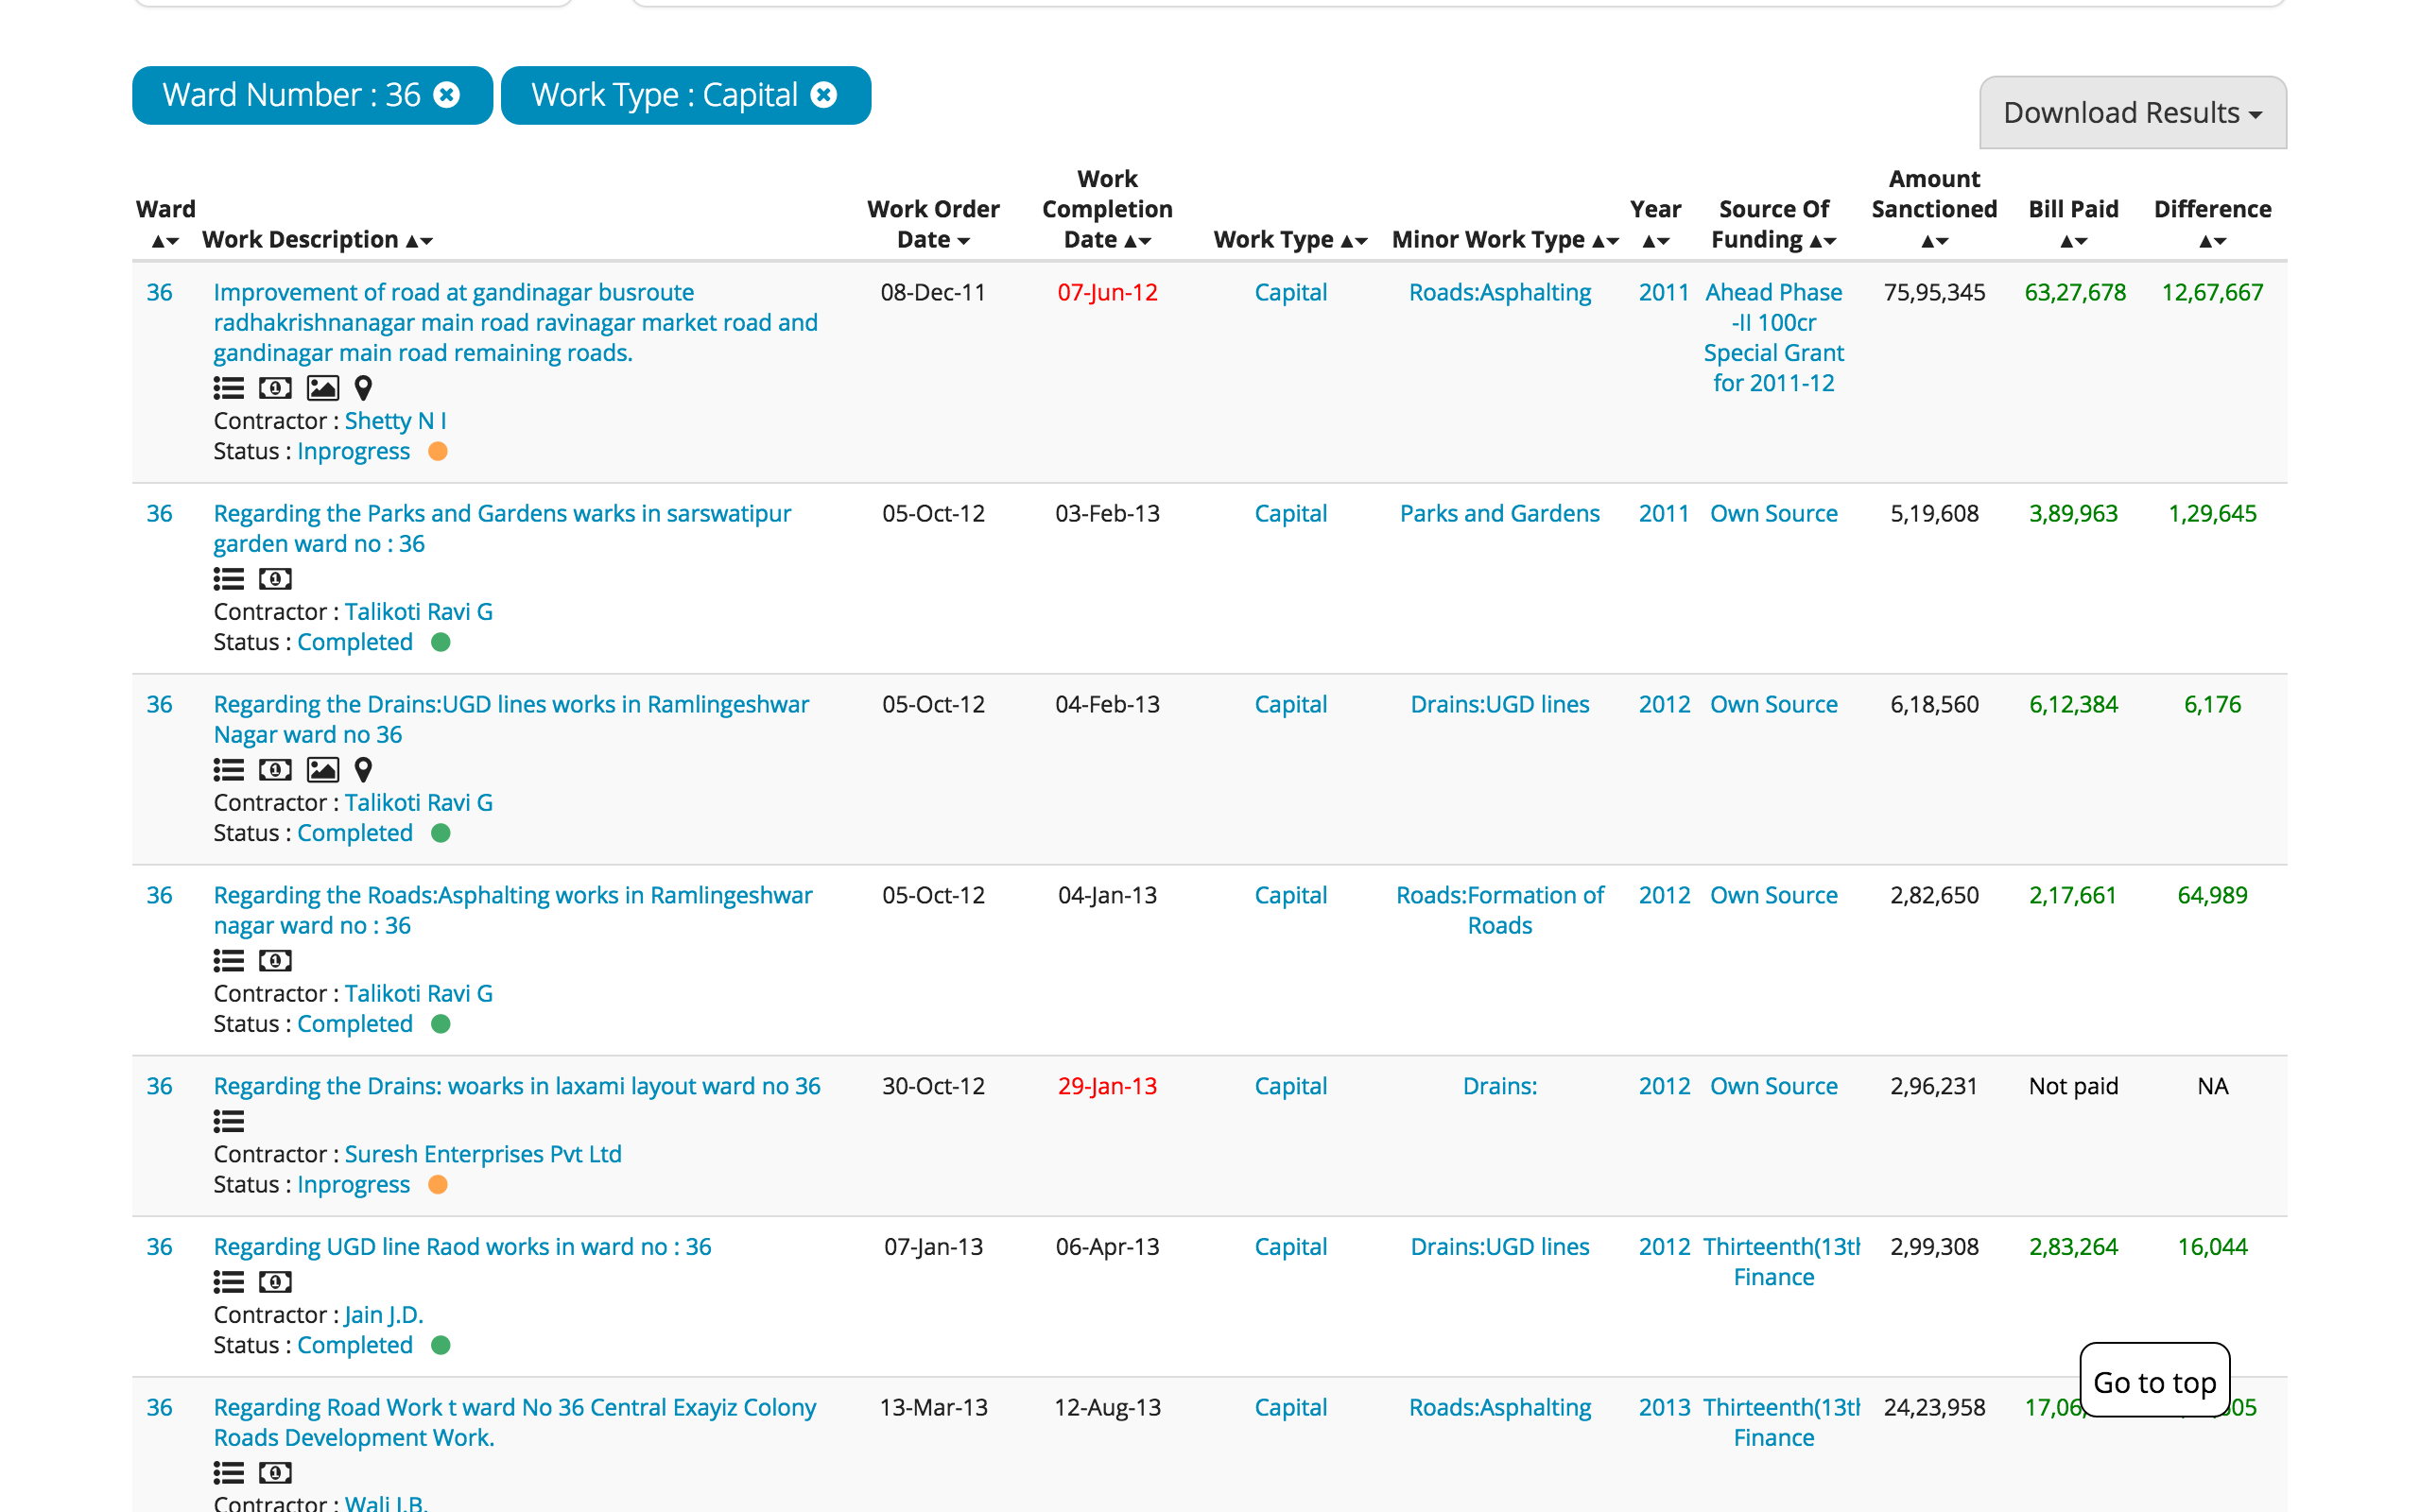 Ward Number : 36
Work Type : Capital
Download Results
Ward
Work Description
Work Order
Date
Work
Completion
Date
Work Type
Minor Work Type
Year
Source Of
Funding
Amount
Sanctioned
Bill Paid
Difference
36
Improvement of road at gandinagar busroute
radhakrishnanagar main road ravinagar market road and
gandinagar main road remaining roads.
Contractor : Shetty N I
Status : Inprogress
08-Dec-11
07-Jun-12
Capital
Roads:Asphalting
2011
Ahead Phase
-II 100cr
Special Grant
for 2011-12
75,95,345
63,27,678
12,67,667
36
Regarding the Parks and Gardens warks in sarswatipur
garden ward no : 36
Contractor : Talikoti Ravi G
Status : Completed
05-Oct-12
03-Feb-13
Capital
Parks and Gardens
2011
Own Source
5,19,608
3,89,963
1,29,645
36
Regarding the Drains:UGD lines works in Ramlingeshwar
Nagar ward no 36
Contractor : Talikoti Ravi G
Status : Completed
05-Oct-12
04-Feb-13
Capital
Drains:UGD lines
2012
Own Source
6,18,560
6,12,384
6,176
36
Regarding the Roads:Asphalting works in Ramlingeshwar
nagar ward no : 36
Contractor : Talikoti Ravi G
Status : Completed
05-Oct-12
04-Jan-13
Capital
Roads:Formation of
Roads
2012
Own Source
2,82,650
2,17,661
64,989
36
Regarding the Drains: woarks in laxami layout ward no 36
Contractor : Suresh Enterprises Pvt Ltd
Status : Inprogress
30-Oct-12
29-Jan-13
Capital
Drains:
2012
Own Source
2,96,231
Not paid
NA
36
Regarding UGD line Raod works in ward no : 36
Contractor : Jain J.D.
Status : Completed
07-Jan-13
06-Apr-13
Capital
Drains:UGD lines
2012
Thirteenth(13th
Finance
2,99,308
2,83,264
16,044
36
Regarding Road Work t ward No 36 Central Exayiz Colony
Roads Development Work.
Contractor : Wali I.B.
13-Mar-13
12-Aug-13
Capital
Roads:Asphalting
2013
Thirteenth(13th
Finance
24,23,958
17,06,
Go to top